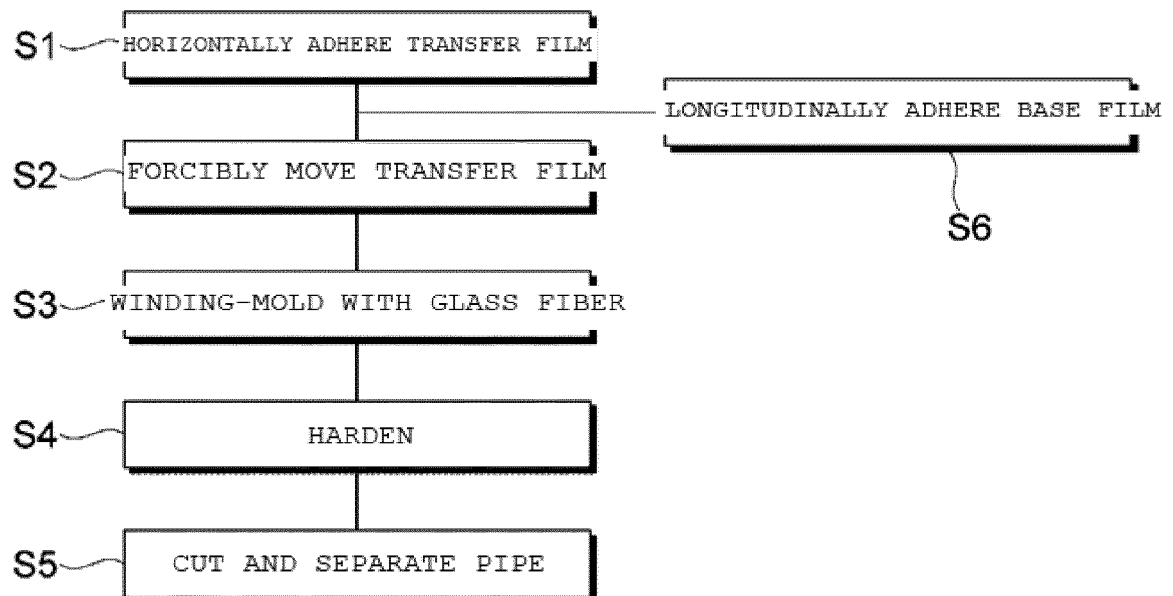 S1
HORIZONTALLY ADHERE TRANSFER FILM
LONGITUDINALLY ADHERE BASE FILM
S6
S2
FORCIBLY MOVE TRANSFER FILM
S3
WINDING-MOLD WITH GLASS FIBER
S4
HARDEN
S5
CUT AND SEPARATE PIPE